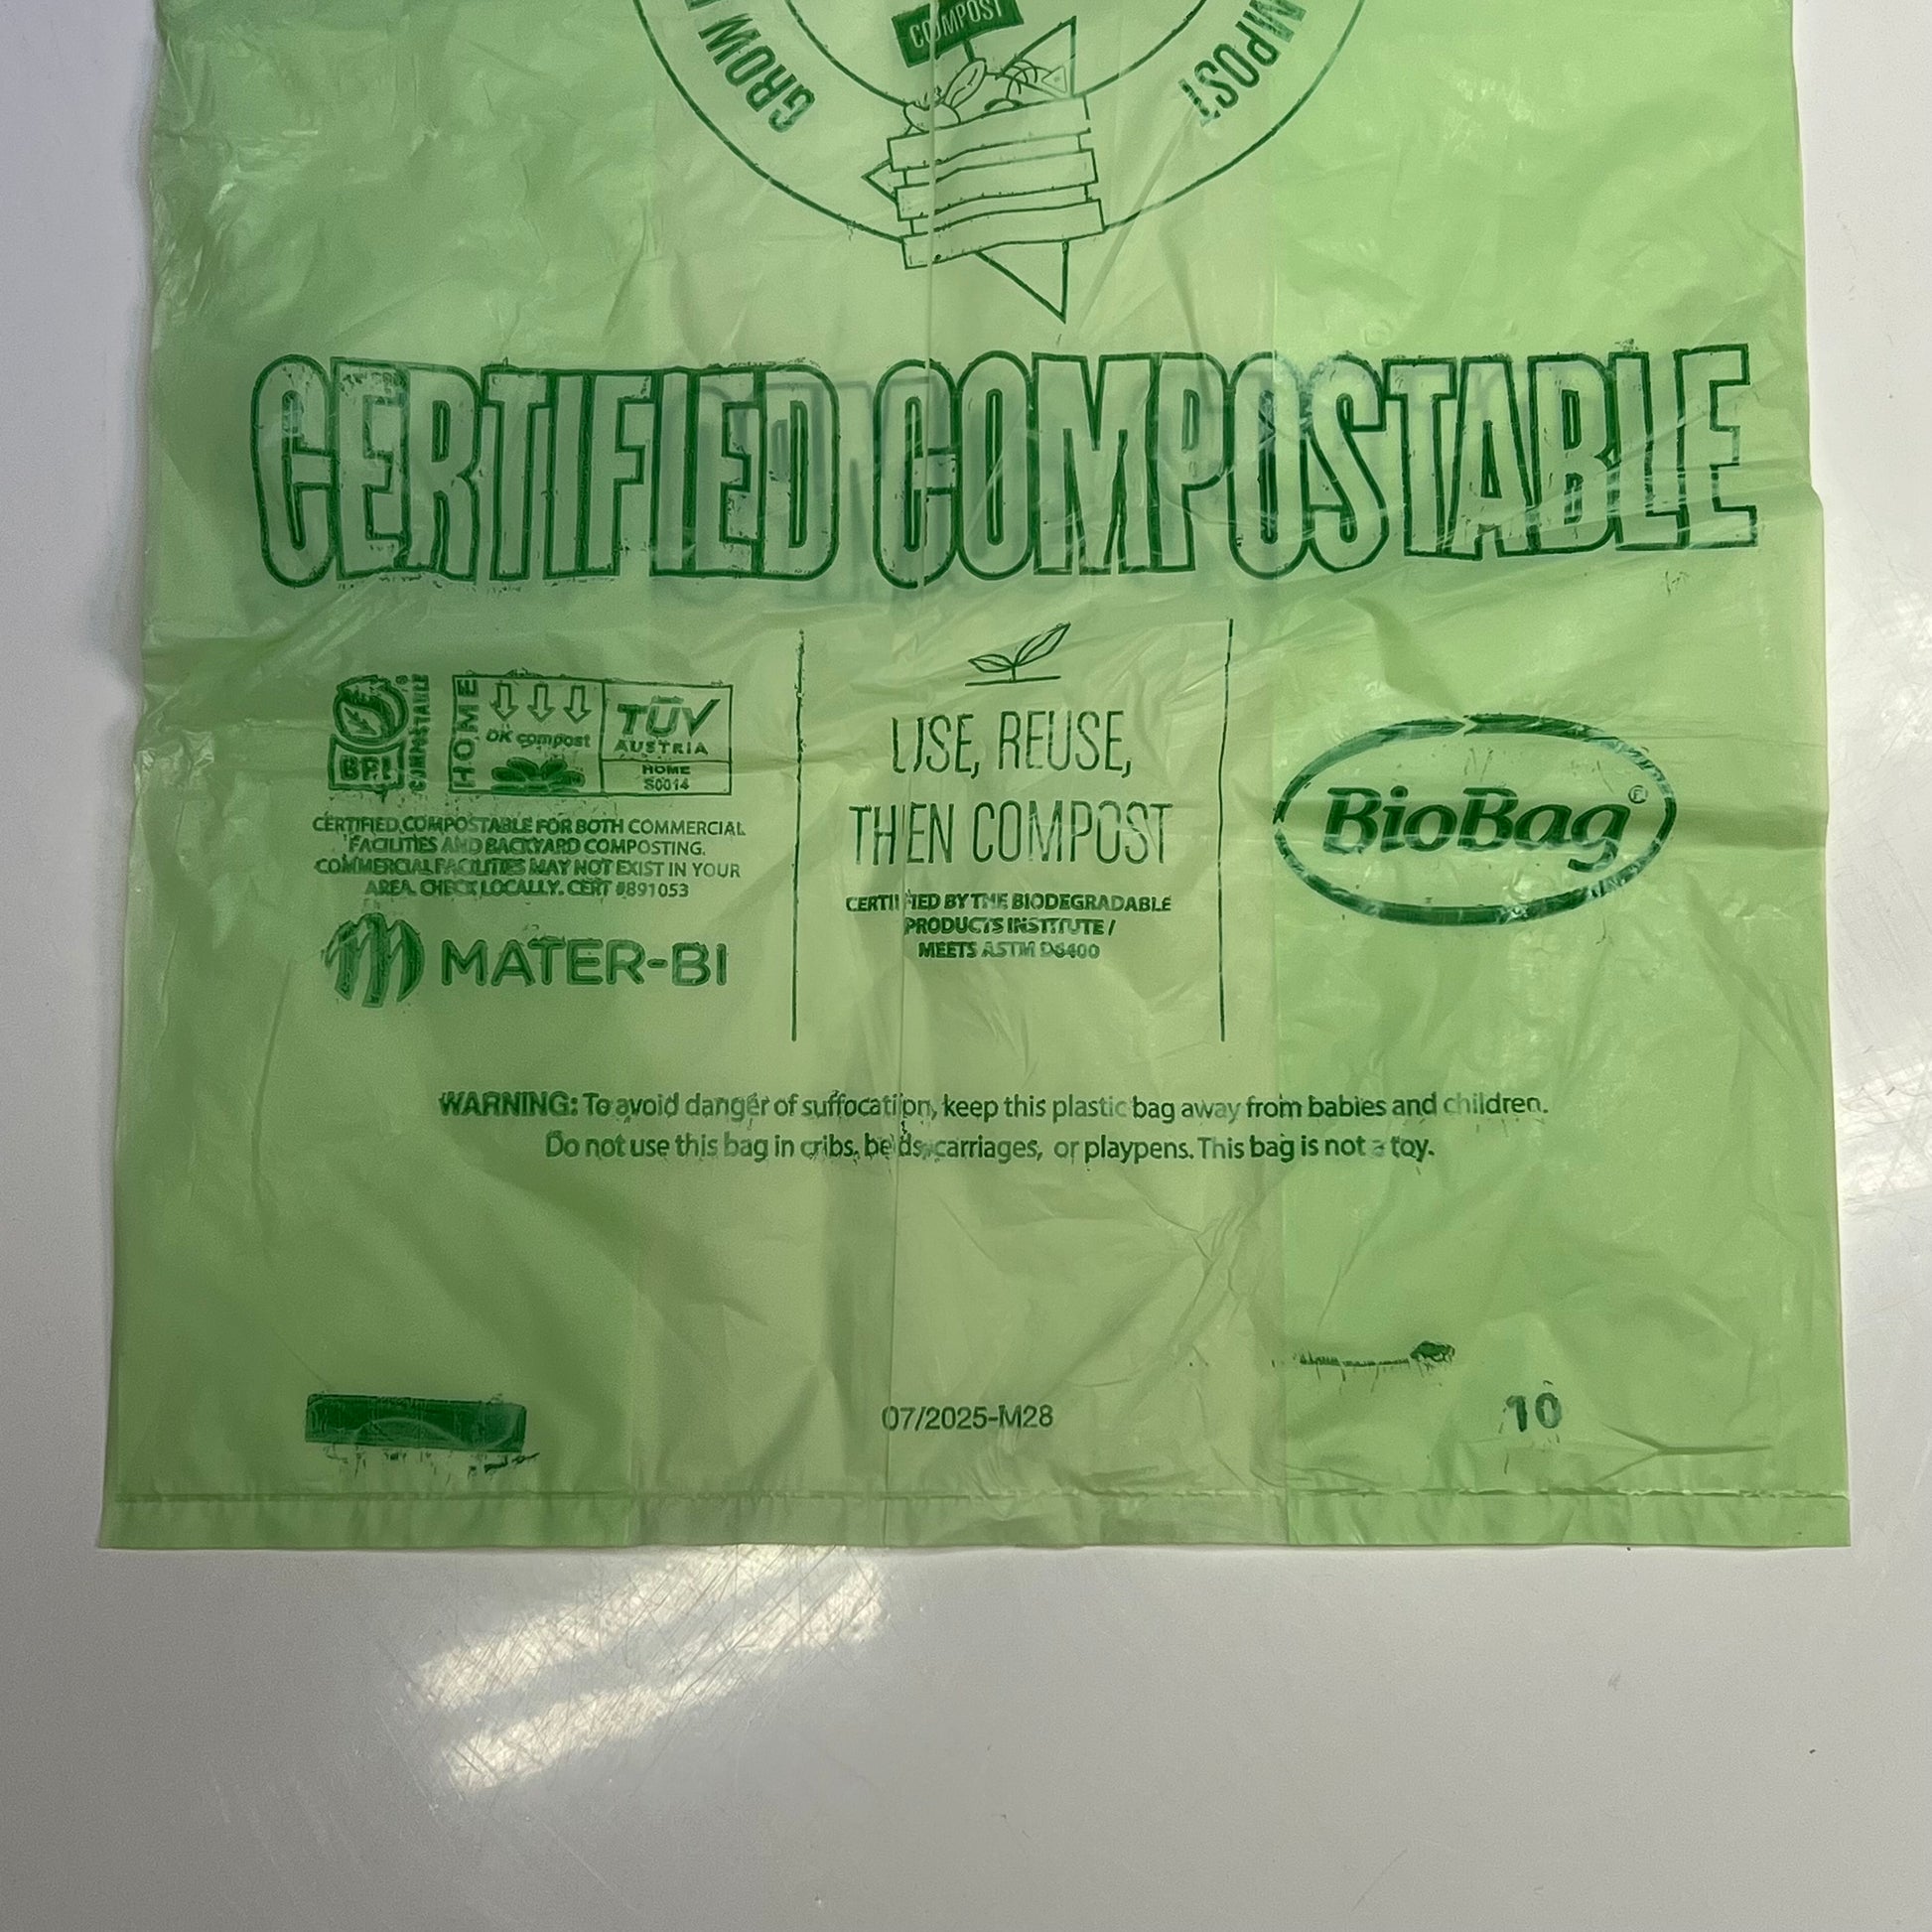 COMPOST
GROW
MPOST
CERTIFIED COMPOSTABLE
BPI
COMPOSTABLE
HOME
OK compost
TÜV
AUSTRIA
HOME
S0014
CERTIFIED COMPOSTABLE FOR BOTH COMMERCIAL
FACILITIES AND BACKYARD COMPOSTING.
COMMERCIAL FACILITIES MAY NOT EXIST IN YOUR
AREA. CHECK LOCALLY. CERT #891053
MATER-BI
USE, REUSE,
THEN COMPOST
CERTIFIED BY THE BIODEGRADABLE
PRODUCTS INSTITUTE /
MEETS ASTM D6400
BioBag®
WARNING: To avoid danger of suffocation, keep this plastic bag away from babies and children.
Do not use this bag in cribs, beds, carriages, or playpens. This bag is not a toy.
07/2025-M28
10